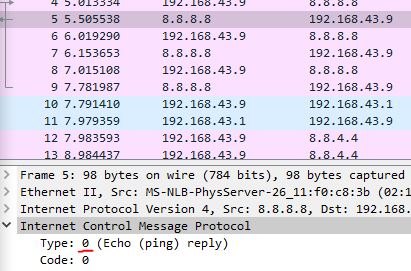 4 5.013334 192.168.43.9 8.8.8.8
5 5.505538 8.8.8.8 192.168.43.9
6 6.019290 192.168.43.9 8.8.8.8
7 6.153653 8.8.8.8 192.168.43.9
8 7.015108 192.168.43.9 8.8.8.8
9 7.781987 8.8.8.8 192.168.43.9
10 7.791410 192.168.43.9 192.168.43.1
11 7.979359 192.168.43.1 192.168.43.9
12 7.983593 192.168.43.9 8.8.4.4
13 8.984437 192.168.43.9 8.8.4.4
Frame 5: 98 bytes on wire (784 bits), 98 bytes captured
Ethernet II, Src: MS-NLB-PhysServer-26_11:f0:c8:3b (02:1
Internet Protocol Version 4, Src: 8.8.8.8, Dst: 192.168.
Internet Control Message Protocol
Type: 0 (Echo (ping) reply)
Code: 0